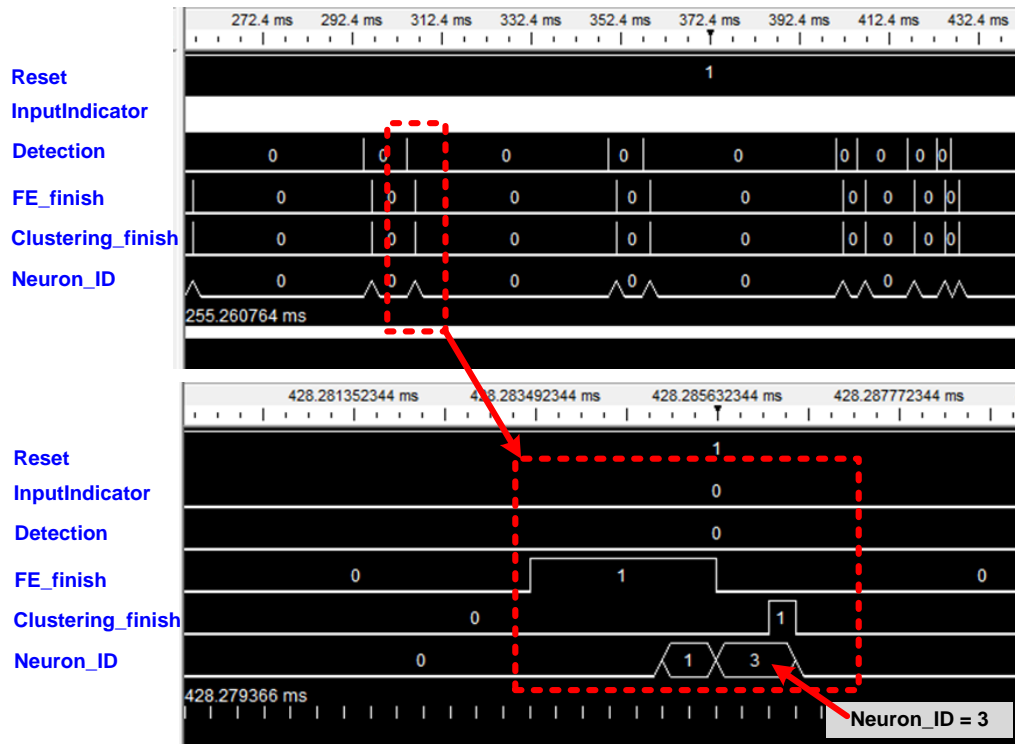 272.4 ms 292.4 ms 312.4 ms 332.4 ms 352.4 ms 372.4 ms 392.4 ms 412.4 ms 432.4 ms
Reset 1
InputIndicator
Detection 0 0 0 0 0 0 0 0 0
FE_finish 0 0 0 0 0 0 0 0 0
Clustering_finish 0 0 0 0 0 0 0 0 0
Neuron_ID 0 0 0 0 0 0
255.260764 ms
428.281352344 ms 428.283492344 ms 428.285632344 ms 428.287772344 ms
Reset 1
InputIndicator 0
Detection 0
FE_finish 0 1 0
Clustering_finish 0 1
Neuron_ID 0 1 3
428.279366 ms
Neuron_ID = 3